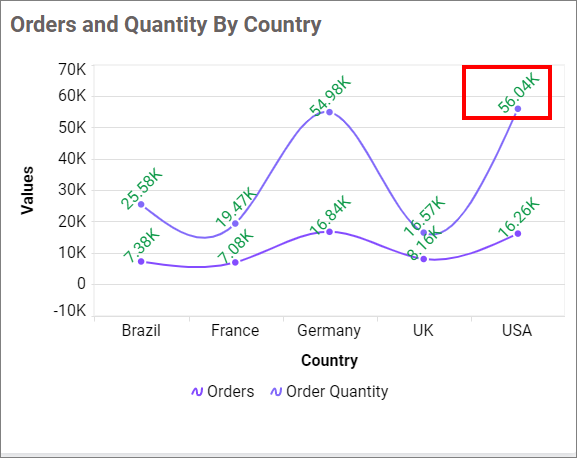 Orders and Quantity By Country
70K
60K
50K
40K
30K
20K
10K
0
-10K
Values
25.58K
19.47K
54.98K
16.57K
56.04K
7.38K
7.08K
16.84K
8.16K
16.26K
Brazil France Germany UK USA
Country
Orders Order Quantity